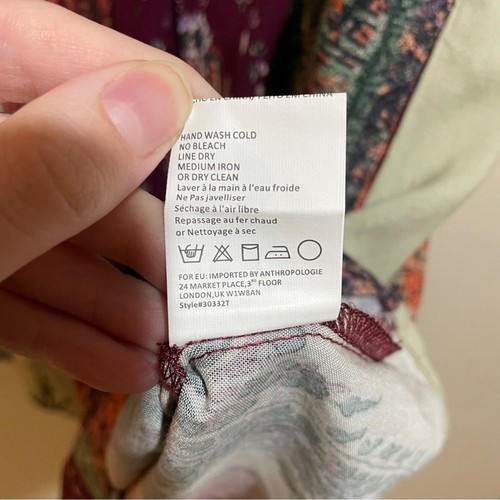 CHINA
HAND WASH COLD
NO BLEACH
LINE DRY
MEDIUM IRON
OR DRY CLEAN
Laver à la main à l'eau froide
Ne Pas javelliser
Séchage à l'air libre
Repassage au fer chaud
or Nettoyage à sec
FOR EU: IMPORTED BY ANTHROPOLOGIE
24 MARKET PLACE,3RD FLOOR
LONDON,UK W1W8AN
Style#30332T